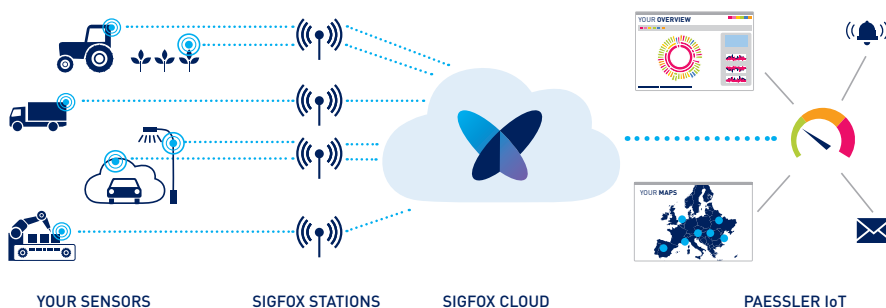 YOUR OVERVIEW
YOUR MAPS
YOUR SENSORS
SIGFOX STATIONS
SIGFOX CLOUD
PAESSLER IoT